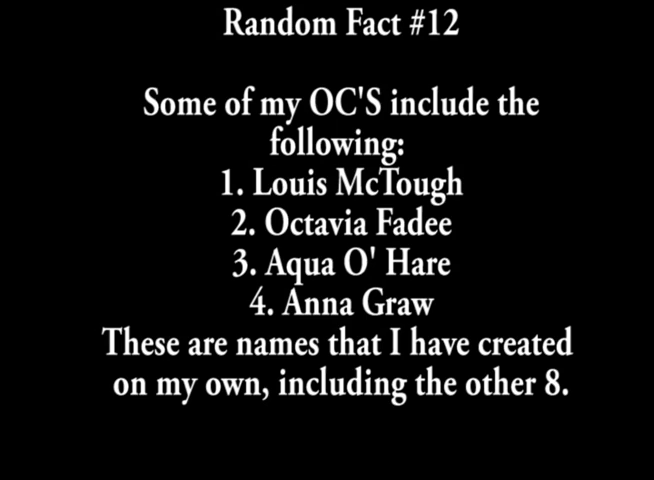 Random Fact #12
Some of my OC'S include the
following:
1. Louis McTough
2. Octavia Fadee
3. Aqua O' Hare
4. Anna Graw
These are names that I have created
on my own, including the other 8.